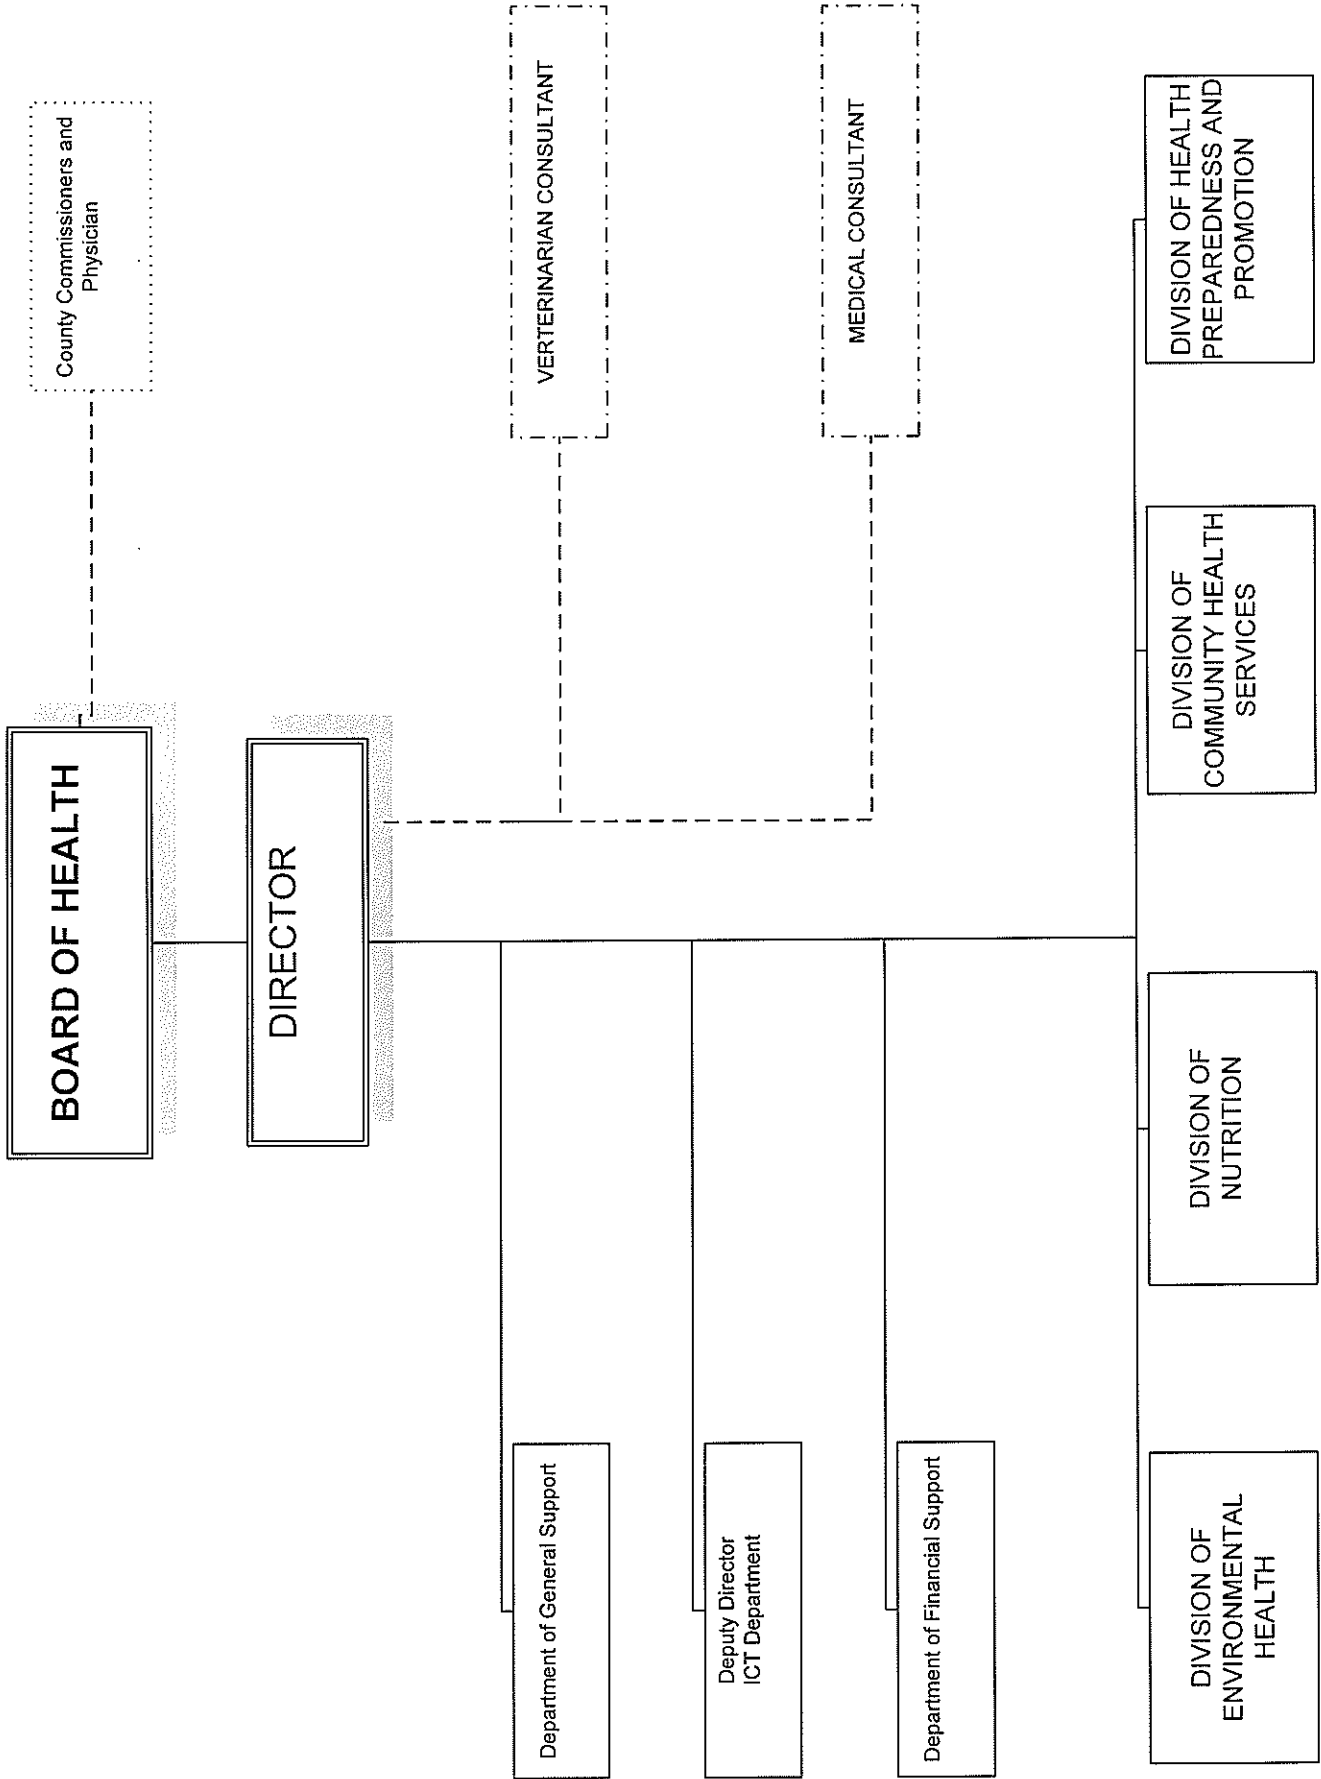 BOARD OF HEALTH
County Commissioners and
Physician
DIRECTOR
Department of General Support
VERTERINARIAN CONSULTANT
Deputy Director
ICT Department
MEDICAL CONSULTANT
Department of Financial Support
DIVISION OF
ENVIRONMENTAL
HEALTH
DIVISION OF
NUTRITION
DIVISION OF
COMMUNITY HEALTH
SERVICES
DIVISION OF HEALTH
PREPAREDNESS AND
PROMOTION